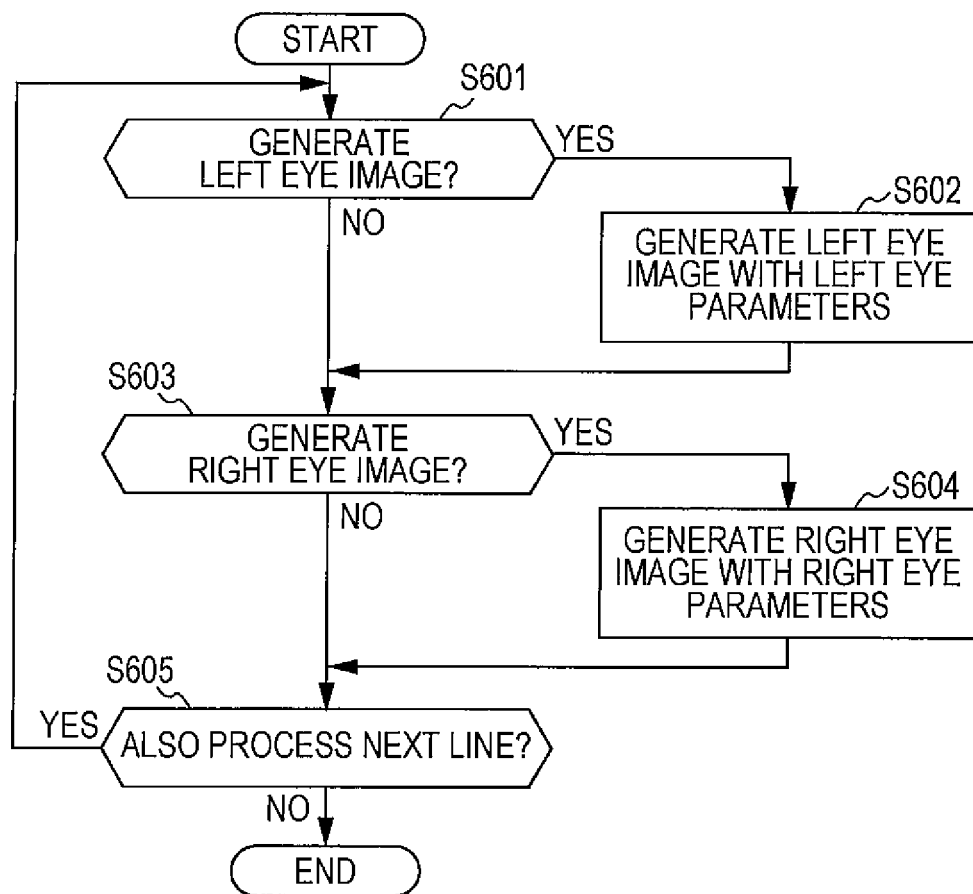 START
S601
GENERATE
LEFT EYE IMAGE?
YES
NO
S602
GENERATE LEFT EYE
IMAGE WITH LEFT EYE
PARAMETERS
S603
GENERATE
RIGHT EYE IMAGE?
YES
NO
S604
GENERATE RIGHT EYE
IMAGE WITH RIGHT EYE
PARAMETERS
S605
YES
ALSO PROCESS NEXT LINE?
NO
END